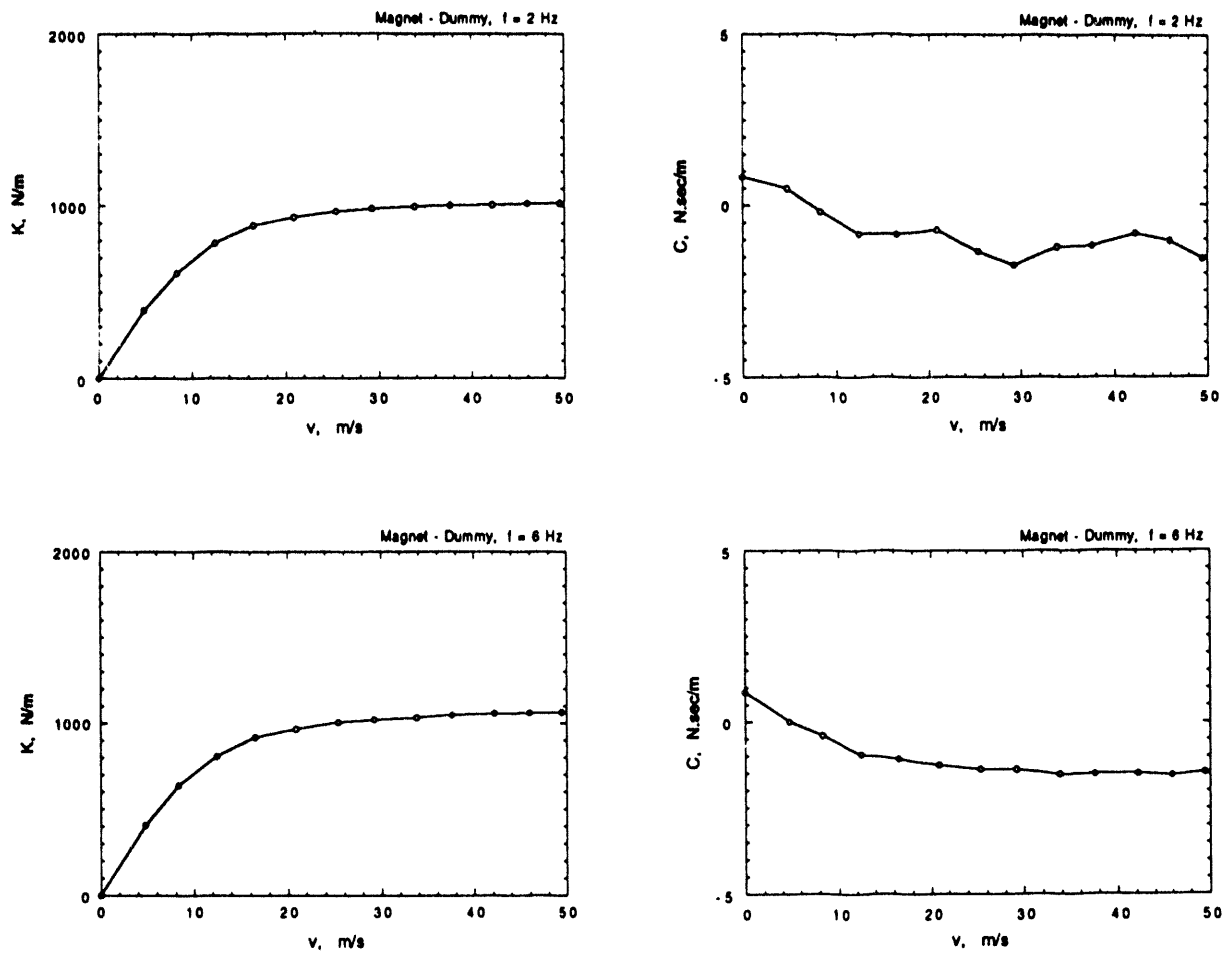 Magnet - Dummy, f = 2 Hz
2000
1000
0
K, N/m
0 10 20 30 40 50
v, m/s
Magnet - Dummy, f = 2 Hz
5
0
-5
C, N.sec/m
0 10 20 30 40 50
v, m/s
Magnet - Dummy, f = 6 Hz
2000
1000
0
K, N/m
0 10 20 30 40 50
v, m/s
Magnet - Dummy, f = 6 Hz
5
0
-5
C, N.sec/m
0 10 20 30 40 50
v, m/s